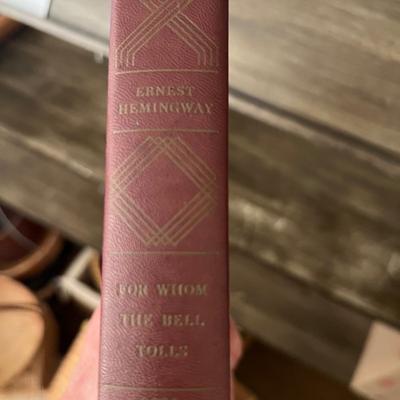 ERNEST
HEMINGWAY
FOR WHOM
THE BELL
TOLLS